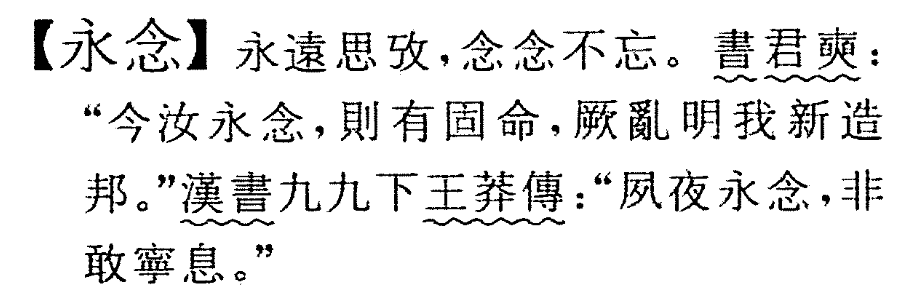 【永念】永遠思攷，念念不忘。書君奭：
“今汝永念，則有固命，厥亂明我新造
邦。”漢書九九下王莽傳：“夙夜永念，非
敢寧息。”